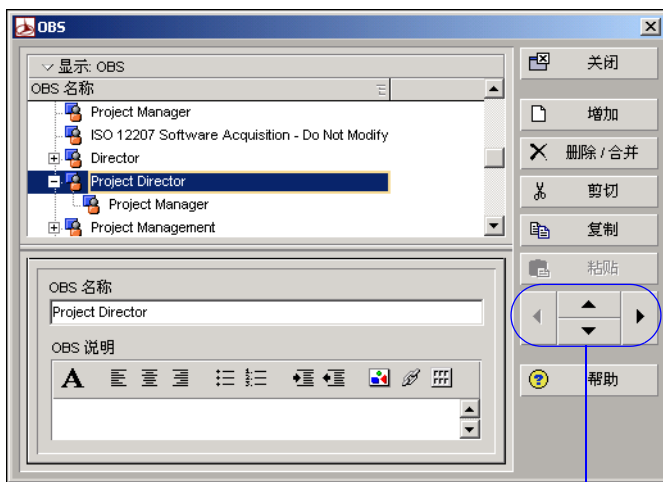 OBS
显示: OBS
OBS 名称
Project Manager
ISO 12207 Software Acquisition - Do Not Modify
Director
Project Director
Project Manager
Project Management
OBS 名称
Project Director
OBS 说明
A
关闭
增加
删除 / 合并
剪切
复制
粘贴
帮助